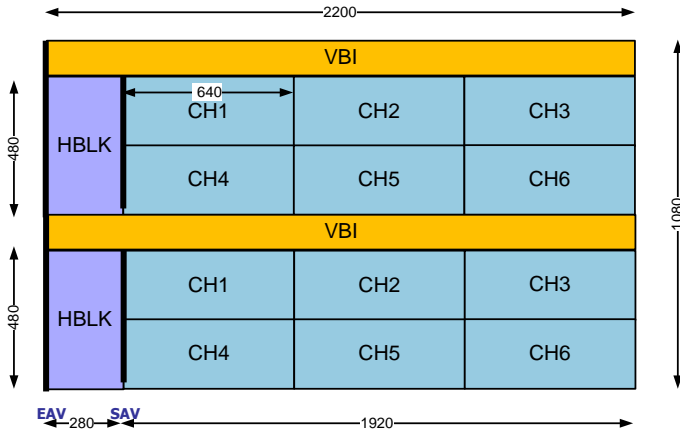 2200
VBI
640
CH1 CH2 CH3
480
HBLK
CH4 CH5 CH6
VBI
1080
CH1 CH2 CH3
480
HBLK
CH4 CH5 CH6
EAV 280 SAV 1920